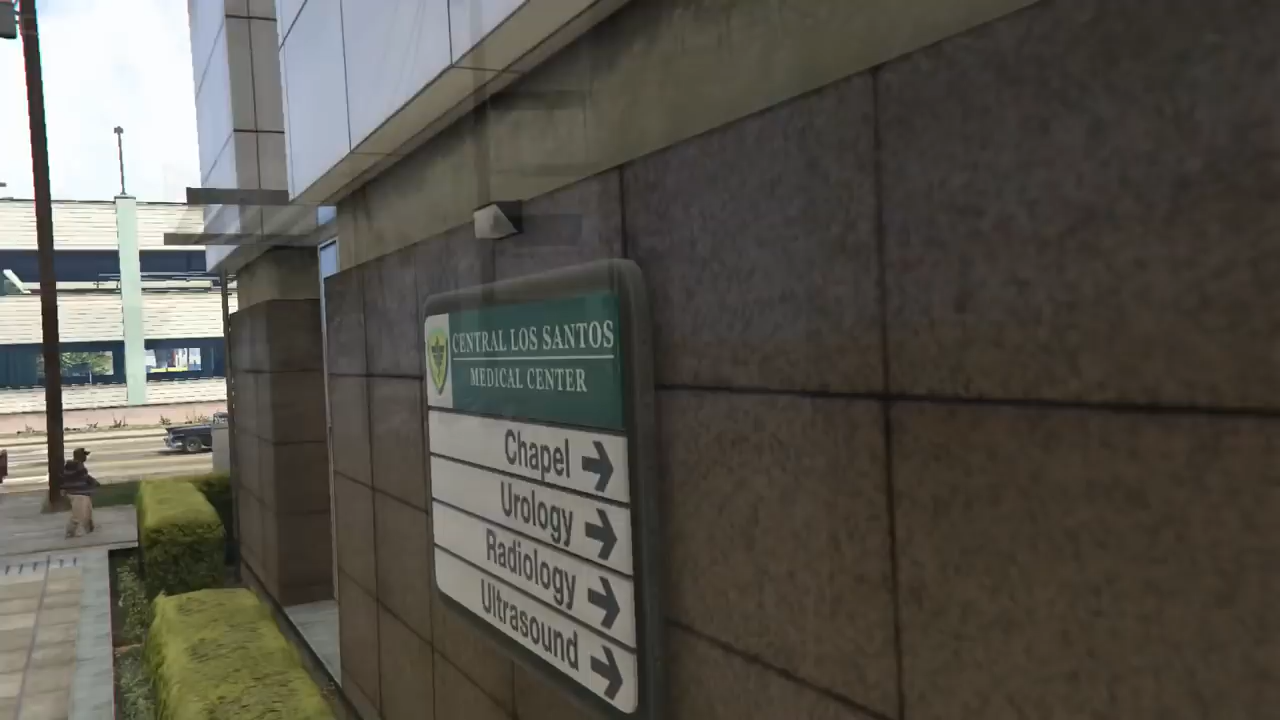 CENTRAL LOS SANTOS
MEDICAL CENTER
Chapel
Urology
Radiology
Ultrasound